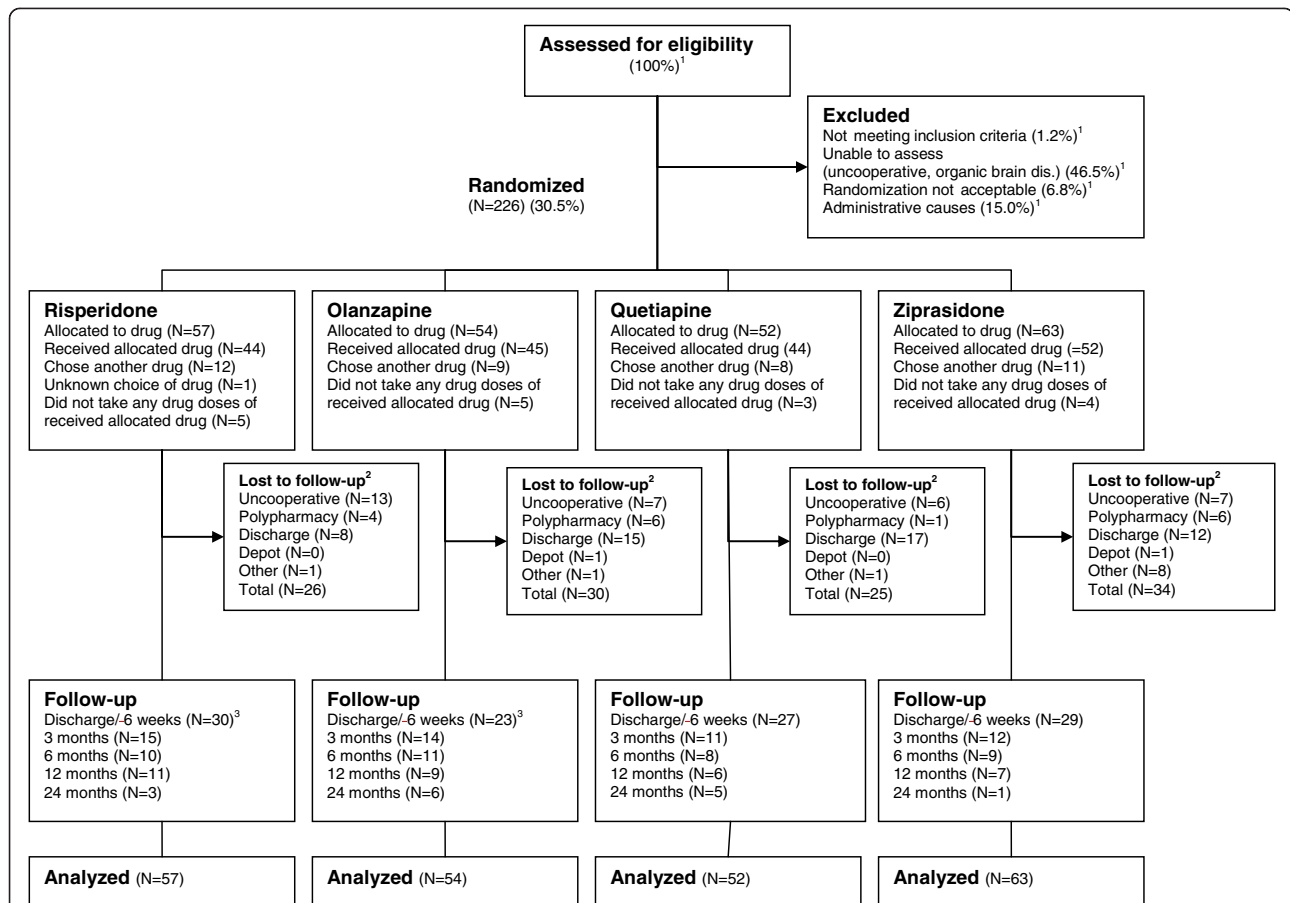 Assessed for eligibility
(100%)¹
Excluded
Not meeting inclusion criteria (1.2%)¹
Unable to assess
(uncooperative, organic brain dis.) (46.5%)¹
Randomization not acceptable (6.8%)¹
Administrative causes (15.0%)¹
Randomized
(N=226) (30.5%)
Risperidone
Allocated to drug (N=57)
Received allocated drug (N=44)
Chose another drug (N=12)
Unknown choice of drug (N=1)
Did not take any drug doses of
received allocated drug (N=5)
Olanzapine
Allocated to drug (N=54)
Received allocated drug (N=45)
Chose another drug (N=9)
Did not take any drug doses of
received allocated drug (N=5)
Quetiapine
Allocated to drug (N=52)
Received allocated drug (44)
Chose another drug (N=8)
Did not take any drug doses of
received allocated drug (N=3)
Ziprasidone
Allocated to drug (N=63)
Received allocated drug (=52)
Chose another drug (N=11)
Did not take any drug doses of
received allocated drug (N=4)
Lost to follow-up²
Uncooperative (N=13)
Polypharmacy (N=4)
Discharge (N=8)
Depot (N=0)
Other (N=1)
Total (N=26)
Lost to follow-up²
Uncooperative (N=7)
Polypharmacy (N=6)
Discharge (N=15)
Depot (N=1)
Other (N=1)
Total (N=30)
Lost to follow-up²
Uncooperative (N=6)
Polypharmacy (N=1)
Discharge (N=17)
Depot (N=0)
Other (N=1)
Total (N=25)
Lost to follow-up²
Uncooperative (N=7)
Polypharmacy (N=6)
Discharge (N=12)
Depot (N=1)
Other (N=8)
Total (N=34)
Follow-up
Discharge/-6 weeks (N=30)³
3 months (N=15)
6 months (N=10)
12 months (N=11)
24 months (N=3)
Follow-up
Discharge/-6 weeks (N=23)³
3 months (N=14)
6 months (N=11)
12 months (N=9)
24 months (N=6)
Follow-up
Discharge/-6 weeks (N=27)
3 months (N=11)
6 months (N=8)
12 months (N=6)
24 months (N=5)
Follow-up
Discharge/-6 weeks (N=29)
3 months (N=12)
6 months (N=9)
12 months (N=7)
24 months (N=1)
Analyzed (N=57)
Analyzed (N=54)
Analyzed (N=52)
Analyzed (N=63)